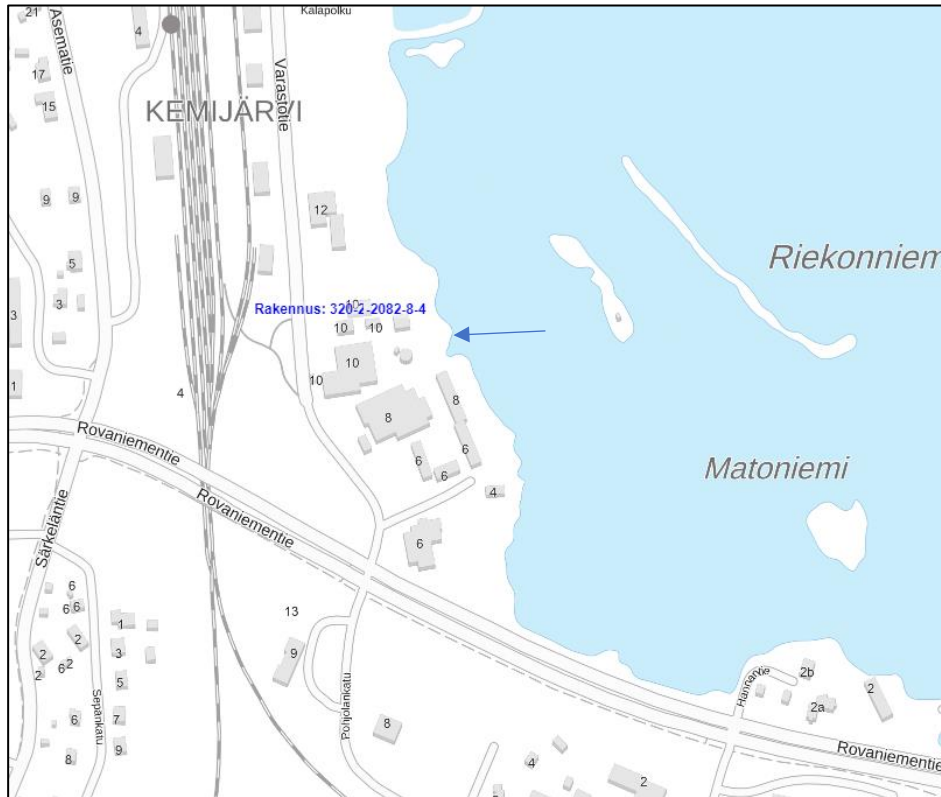 Kalapolku
21
Asematie
4
17
15
Varastotie
KEMIJÄRVI
9
9
12
5
3
3
Riekonniem
10
Rakennus: 320-2-2082-8-4
10
10
10
10
1
4
8
8
Rovaniementie
6
6
6
4
Matoniemi
Rovaniementie
Särkeläntie
6
6
6
6
1
13
2
2
3
9
2
6
2
5
Sepänkatu
Pohjolankatu
6
7
8
9
8
Hannantie
2b
2
2a
Rovaniementie
4
2